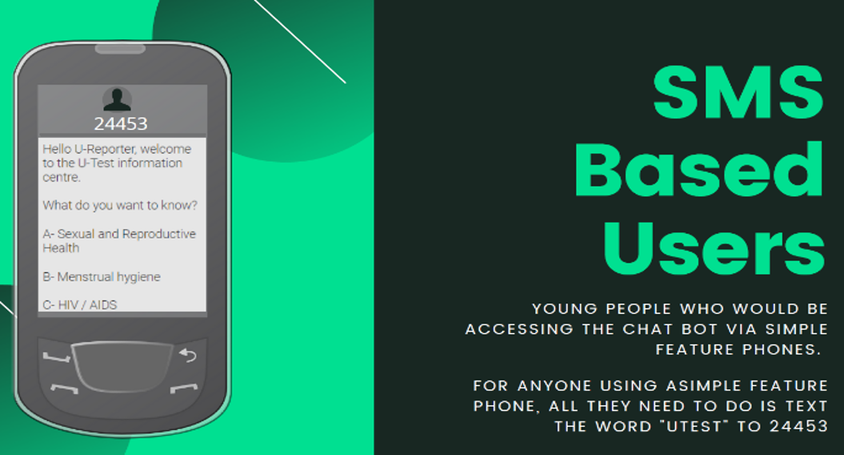 24453
Hello U-Reporter, welcome
to the U-Test information
centre.
What do you want to know?
A- Sexual and Reproductive
Health
B- Menstrual hygiene
C- HIV / AIDS
SMS
Based
Users
YOUNG PEOPLE WHO WOULD BE
ACCESSING THE CHAT BOT VIA SIMPLE
FEATURE PHONES.
FOR ANYONE USING ASIMPLE FEATURE
PHONE, ALL THEY NEED TO DO IS TEXT
THE WORD "UTEST" TO 24453